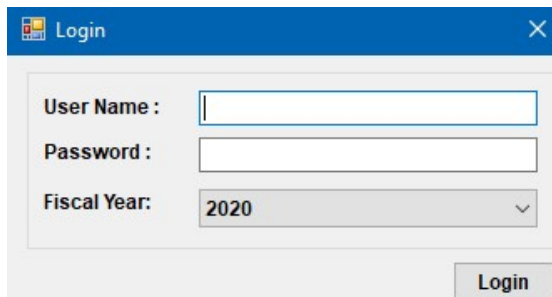 Login
User Name :
Password :
Fiscal Year: 2020
Login